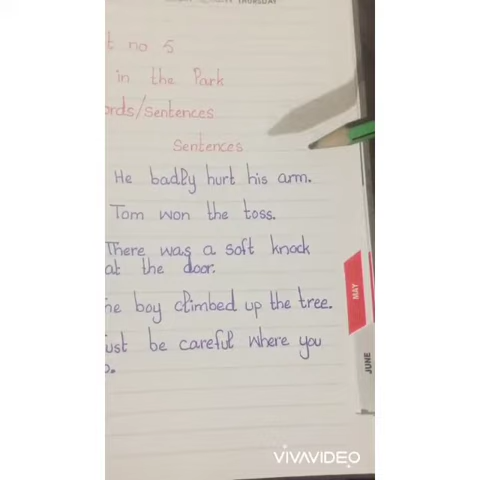 THURSDAY
t no 5
in the Park
ords/sentences
Sentences
He badly hurt his arm.
Tom won the toss.
There was a soft knock
at the door.
he boy climbed up the tree.
ust be careful where you
o.
MAY
JUNE
VIVAVIDEO